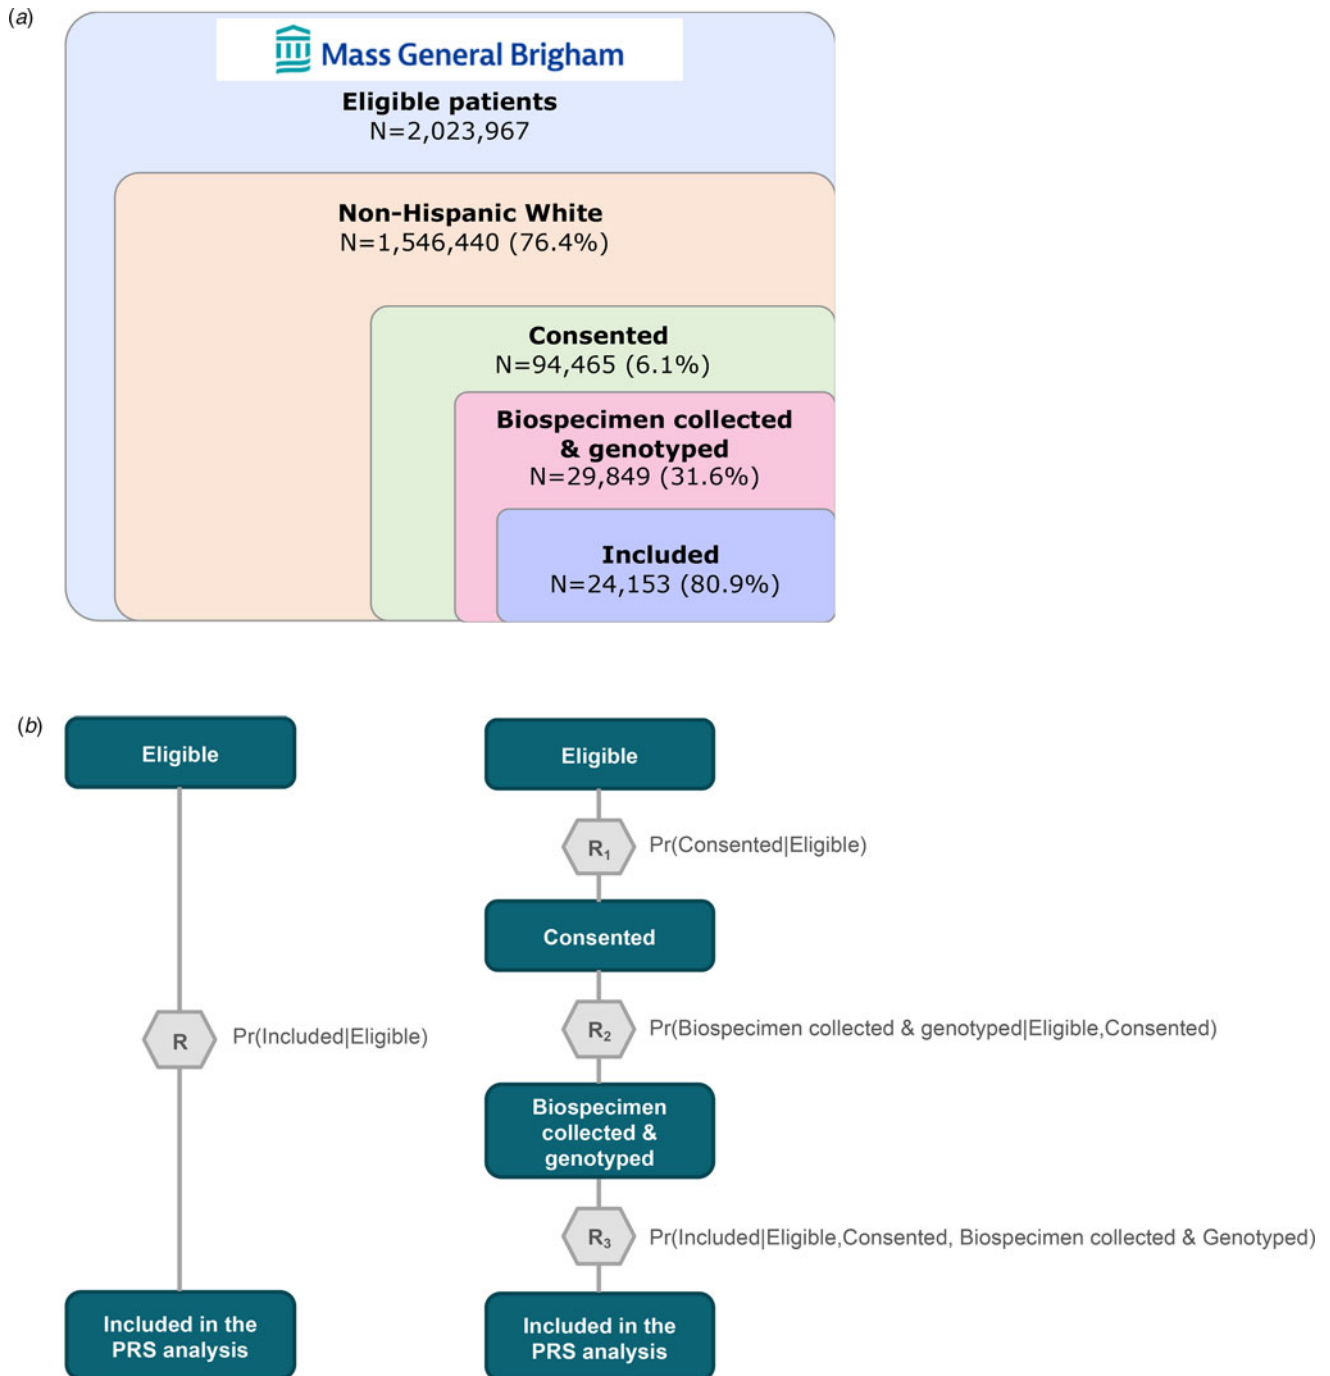 (a)
Mass General Brigham
Eligible patients
N=2,023,967
Non-Hispanic White
N=1,546,440 (76.4%)
Consented
N=94,465 (6.1%)
Biospecimen collected
& genotyped
N=29,849 (31.6%)
Included
N=24,153 (80.9%)
(b)
Eligible
R
Pr(Included|Eligible)
Included in the
PRS analysis
Eligible
R₁
Pr(Consented|Eligible)
Consented
R₂
Pr(Biospecimen collected & genotyped|Eligible,Consented)
Biospecimen
collected &
genotyped
R₃
Pr(Included|Eligible,Consented, Biospecimen collected & Genotyped)
Included in the
PRS analysis